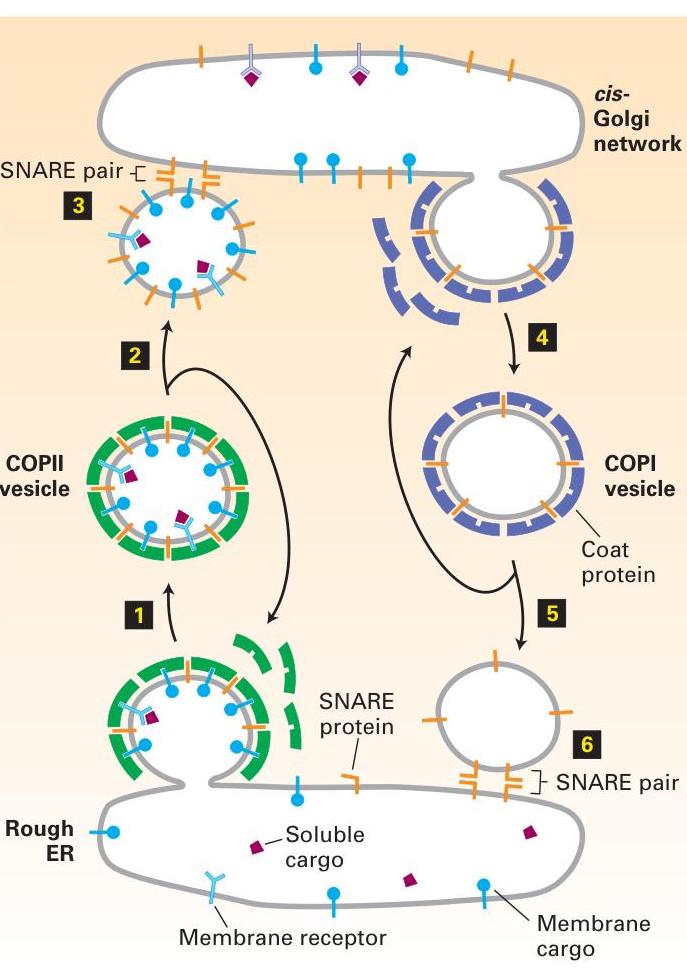 cis-
Golgi
network
SNARE pair
3
4
2
COPII
vesicle
COPI
vesicle
Coat
protein
1
5
SNARE
protein
6
SNARE pair
Rough
ER
Soluble
cargo
Membrane receptor
Membrane
cargo